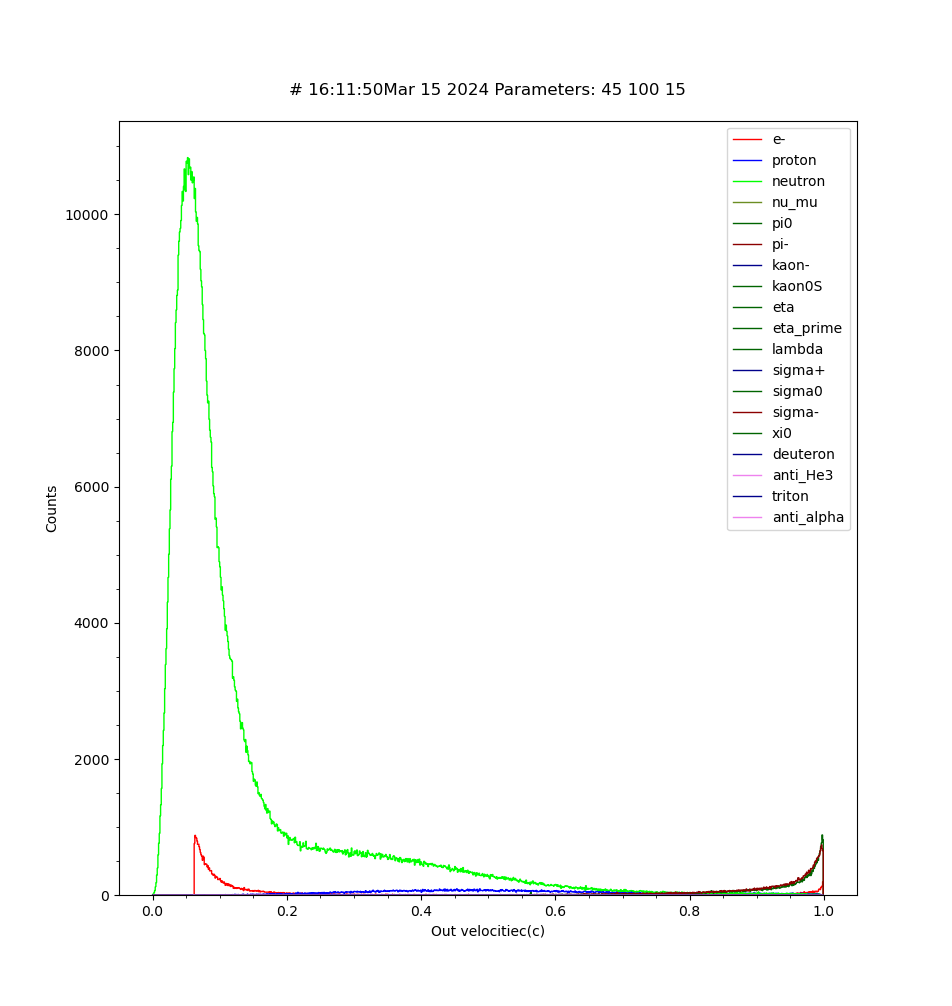 # 16:11:50Mar 15 2024 Parameters: 45 100 15
e-
proton
neutron
nu_mu
pi0
pi-
kaon-
kaon0S
eta
eta_prime
lambda
sigma+
sigma0
sigma-
xi0
deuteron
anti_He3
triton
anti_alpha
10000
8000
6000
4000
2000
0
Counts
0.0 0.2 0.4 0.6 0.8 1.0
Out velocitiec(c)